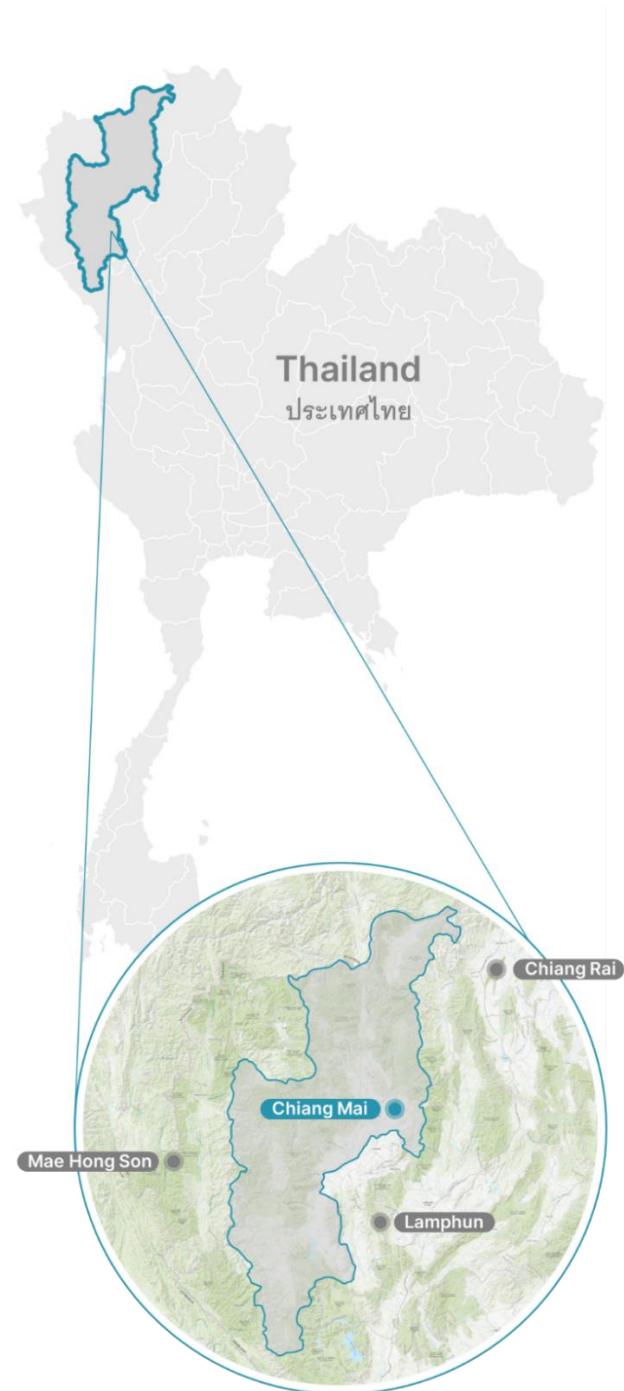 Thailand
ประเทศไทย
Chiang Rai
Chiang Mai
Mae Hong Son
Lamphun